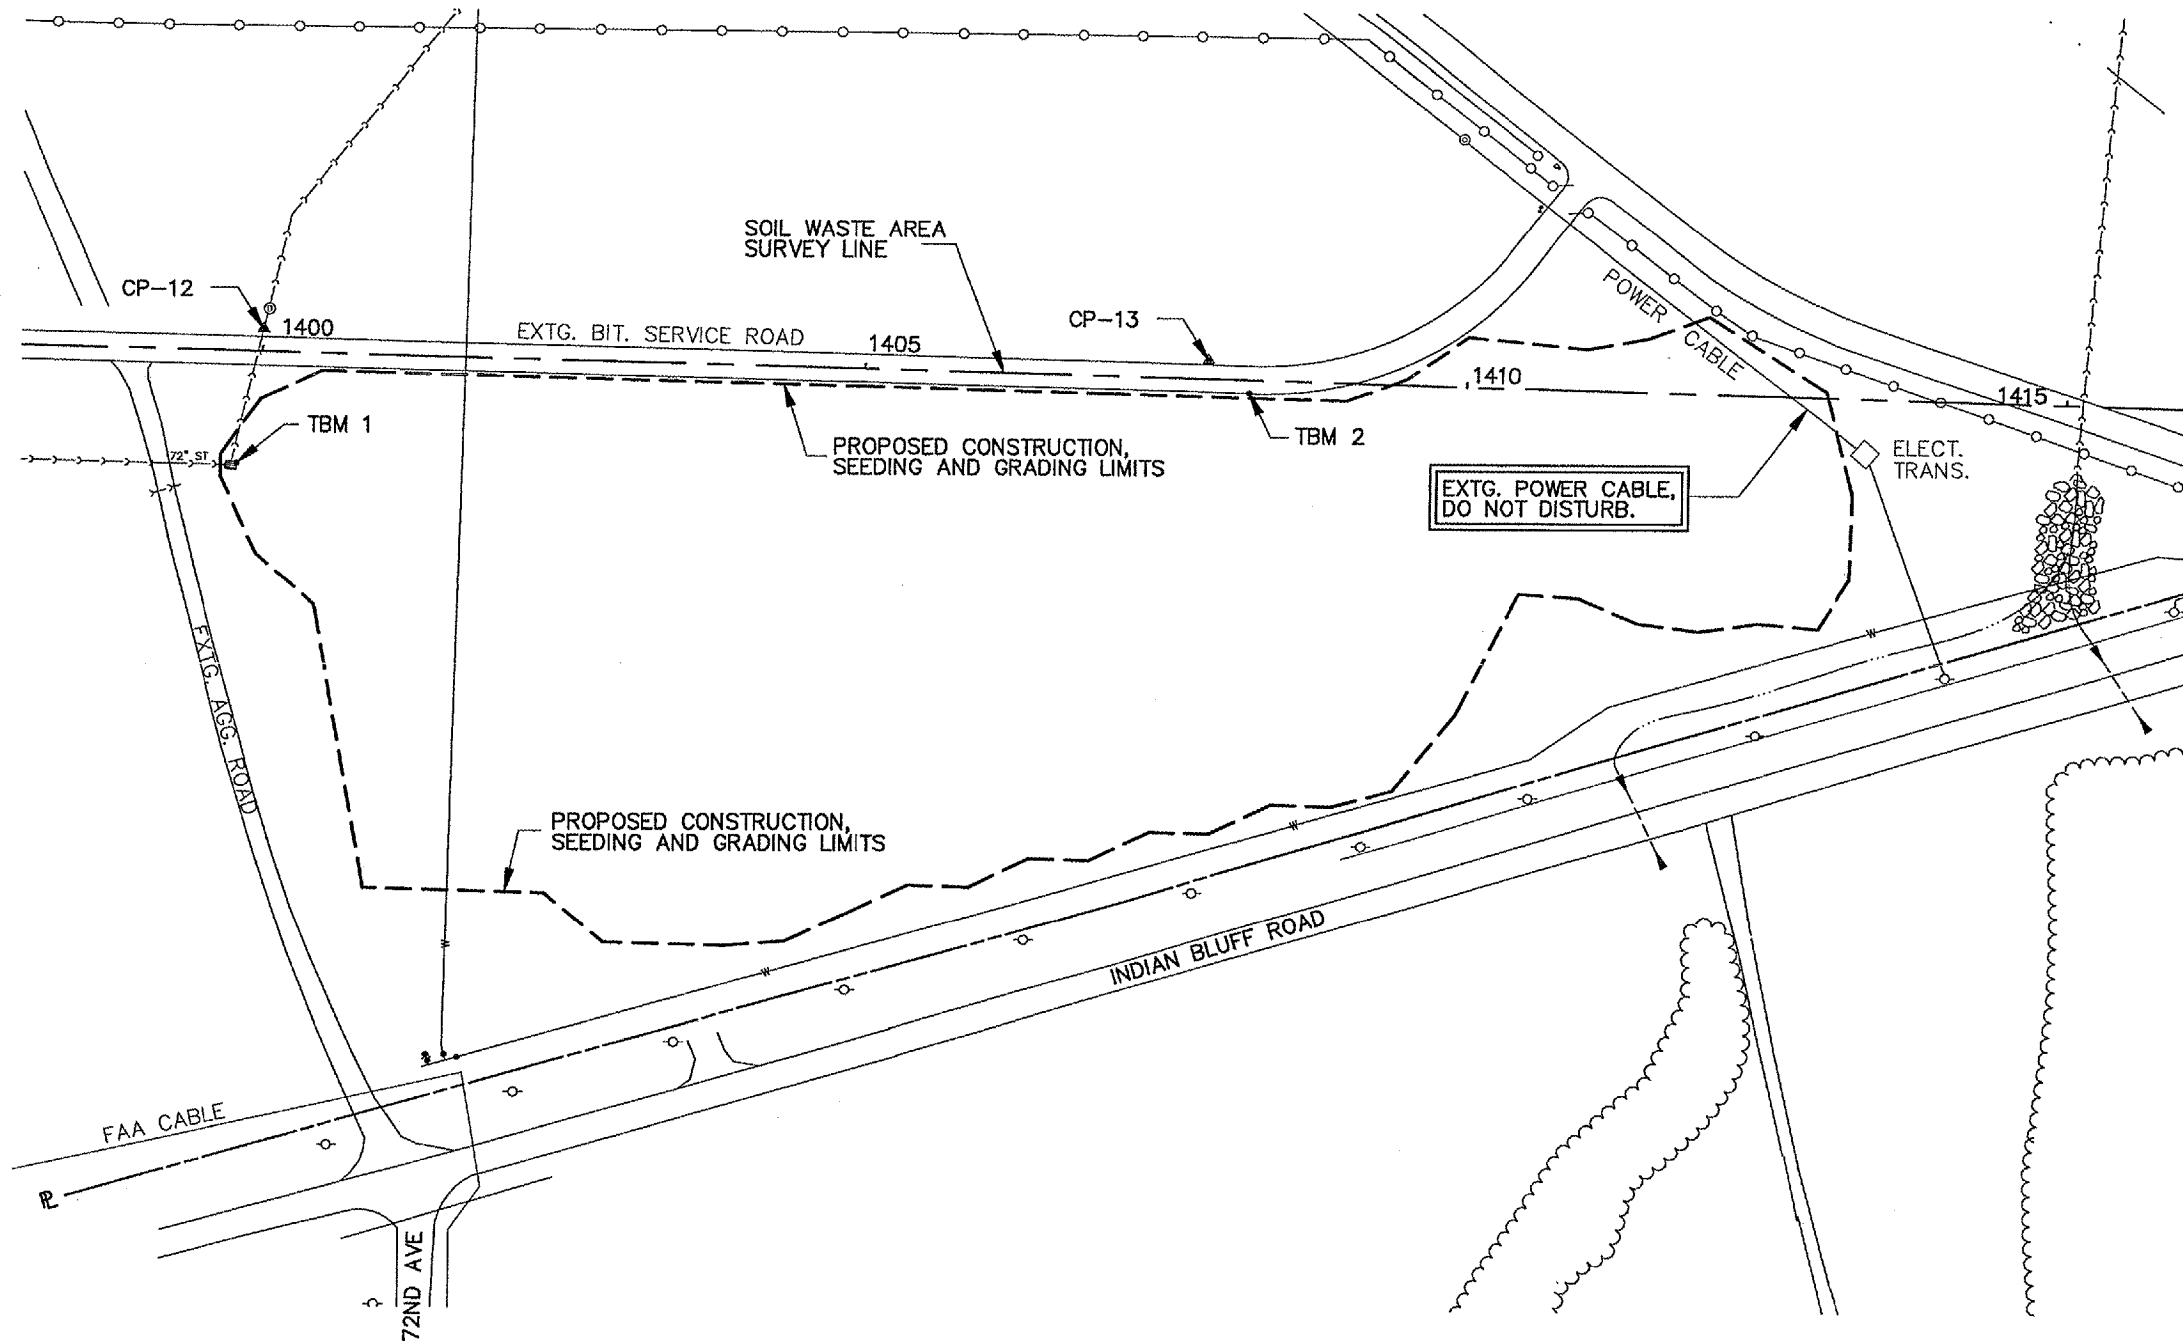 SOIL WASTE AREA
SURVEY LINE
CP-12
1400
EXTG. BIT. SERVICE ROAD
1405
CP-13
POWER CABLE
1410
1415
TBM 1
TBM 2
72" ST
PROPOSED CONSTRUCTION,
SEEDING AND GRADING LIMITS
EXTG. POWER CABLE,
DO NOT DISTURB.
ELECT.
TRANS.
EXTG. AGG. ROAD
W
PROPOSED CONSTRUCTION,
SEEDING AND GRADING LIMITS
W
W
W
INDIAN BLUFF ROAD
FAA CABLE
PL
72ND AVE